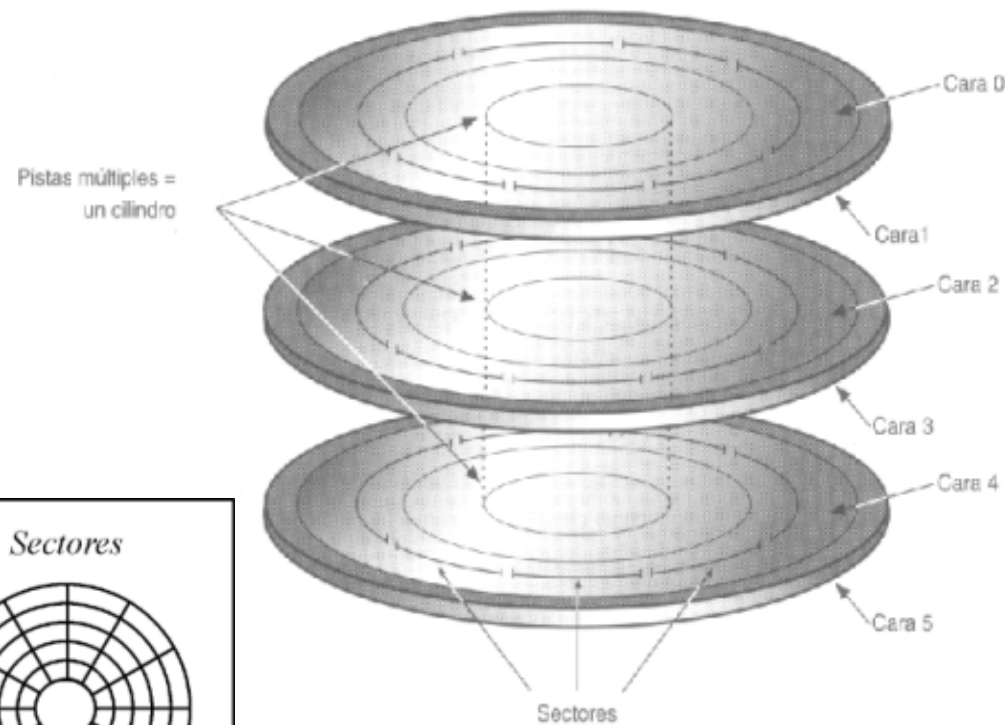 Cara 0
Pistas múltiples =
un cilindro
Cara1
Cara 2
Cara 3
Cara 4
Sectores
Cara 5
Sectores